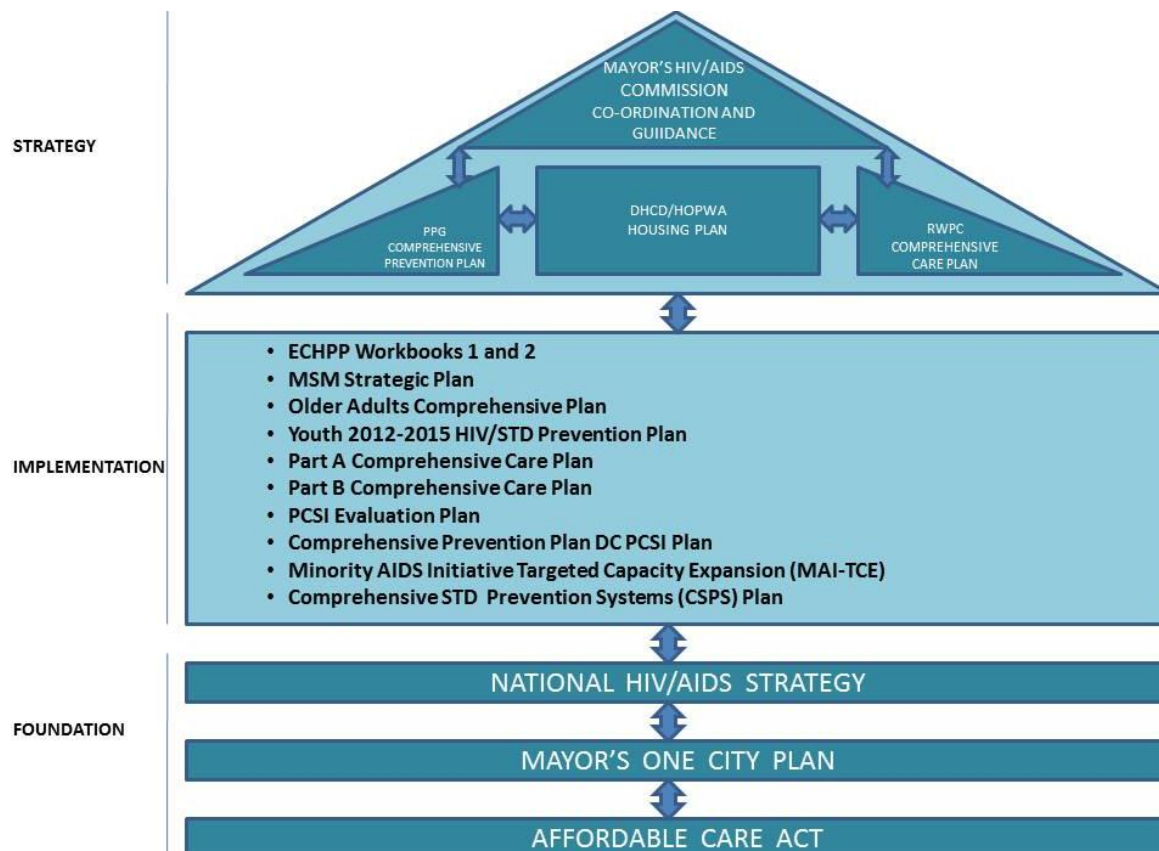 STRATEGY
MAYOR'S HIV/AIDS
COMMISSION
CO-ORDINATION AND
GUIIDANCE
PPG
COMPREHENSIVE
PREVENTION PLAN
DHCD/HOPWA
HOUSING PLAN
RWPC
COMPREHENSIVE
CARE PLAN
IMPLEMENTATION
• ECHPP Workbooks 1 and 2
• MSM Strategic Plan
• Older Adults Comprehensive Plan
• Youth 2012-2015 HIV/STD Prevention Plan
• Part A Comprehensive Care Plan
• Part B Comprehensive Care Plan
• PCSI Evaluation Plan
• Comprehensive Prevention Plan DC PCSI Plan
• Minority AIDS Initiative Targeted Capacity Expansion (MAI-TCE)
• Comprehensive STD Prevention Systems (CSPS) Plan
FOUNDATION
NATIONAL HIV/AIDS STRATEGY
MAYOR'S ONE CITY PLAN
AFFORDABLE CARE ACT